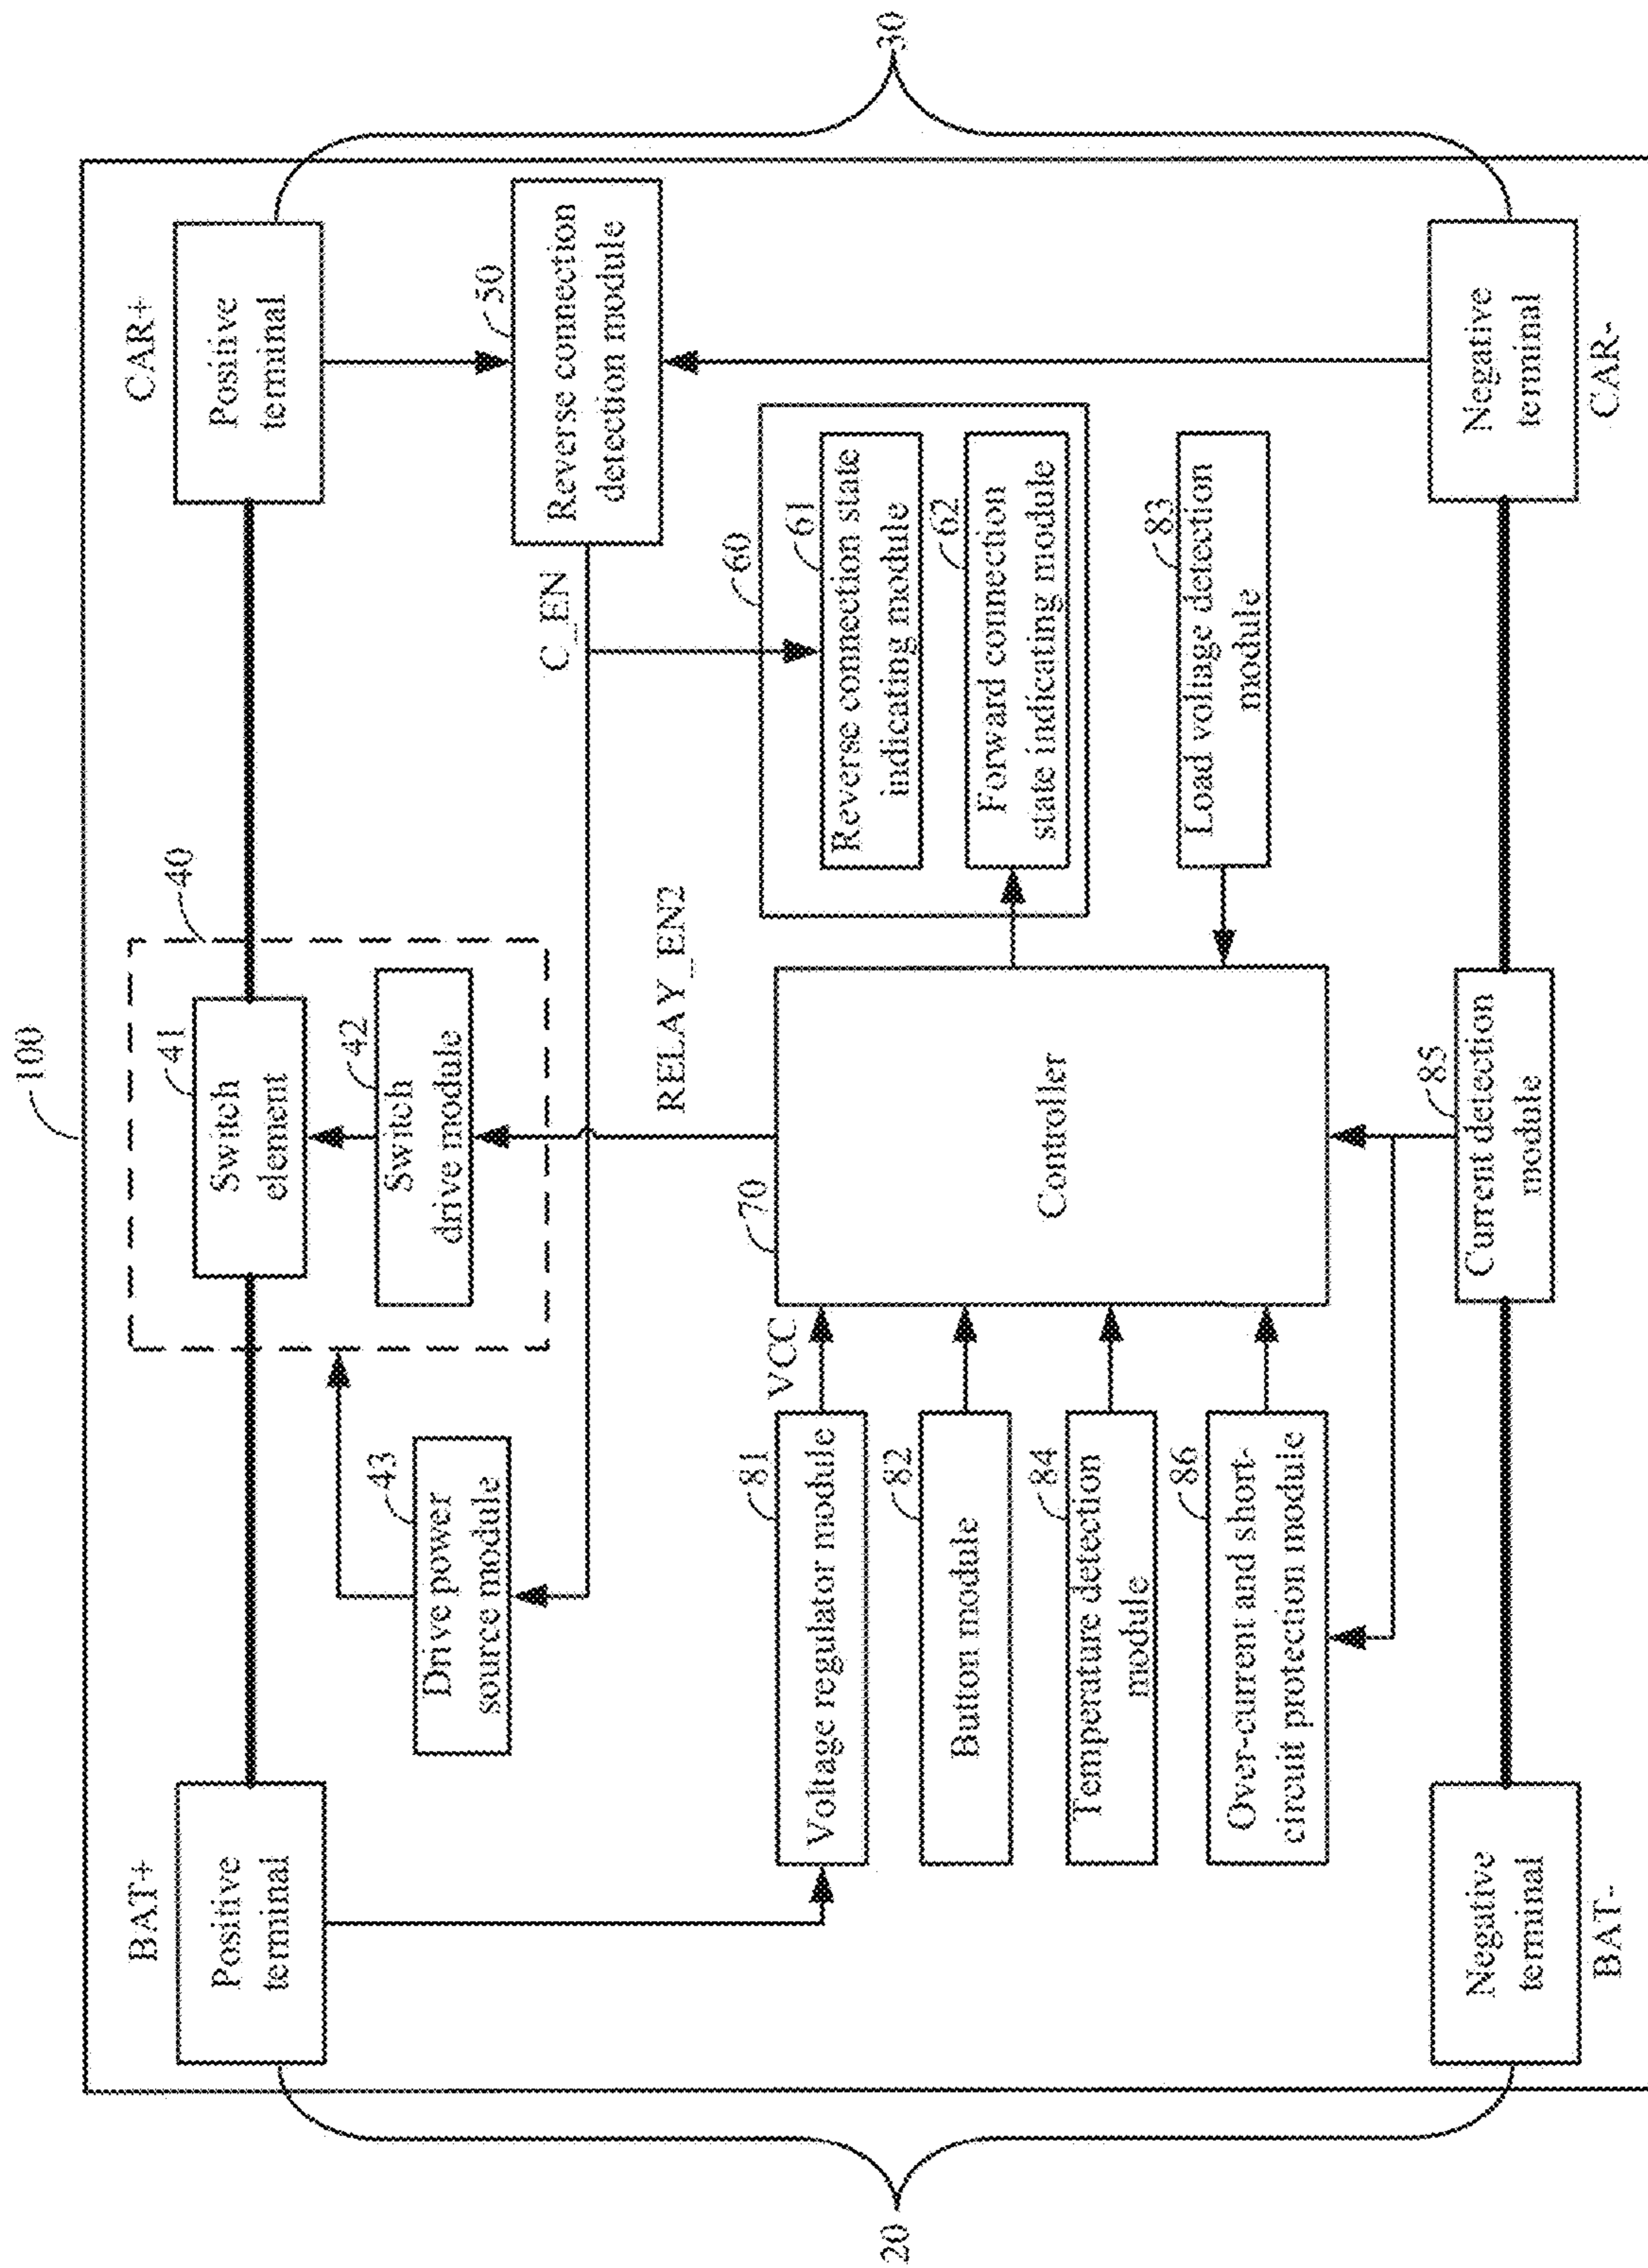 100
BAT+
Positive
terminal
41
Switch
element
40
42
Switch
drive module
43
Drive power
source module
CAR+
Positive
terminal
50
Reverse connection
detection module
C_EN
RELAY_EN2
20
30
81
Voltage regulator module
VCC
82
Button module
84
Temperature detection
module
86
Over-current and short-
circuit protection module
70
Controller
60
61
Reverse connection state
indicating module
62
Forward connection
state indicating module
83
Load voltage detection
module
Negative
terminal
BAT-
85
Current detection
module
Negative
terminal
CAR-